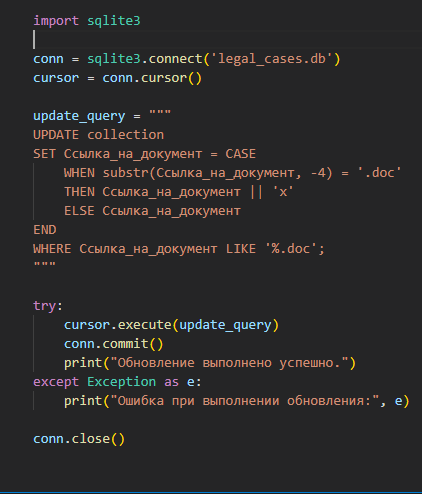 import sqlite3
conn = sqlite3.connect('legal_cases.db')
cursor = conn.cursor()
update_query = """
UPDATE collection
SET Ссылка_на_документ = CASE
WHEN substr(Ссылка_на_документ, -4) = '.doc'
THEN Ссылка_на_документ || 'x'
ELSE Ссылка_на_документ
END
WHERE Ссылка_на_документ LIKE '%.doc';
"""
try:
cursor.execute(update_query)
conn.commit()
print("Обновление выполнено успешно.")
except Exception as e:
print("Ошибка при выполнении обновления:", e)
conn.close()